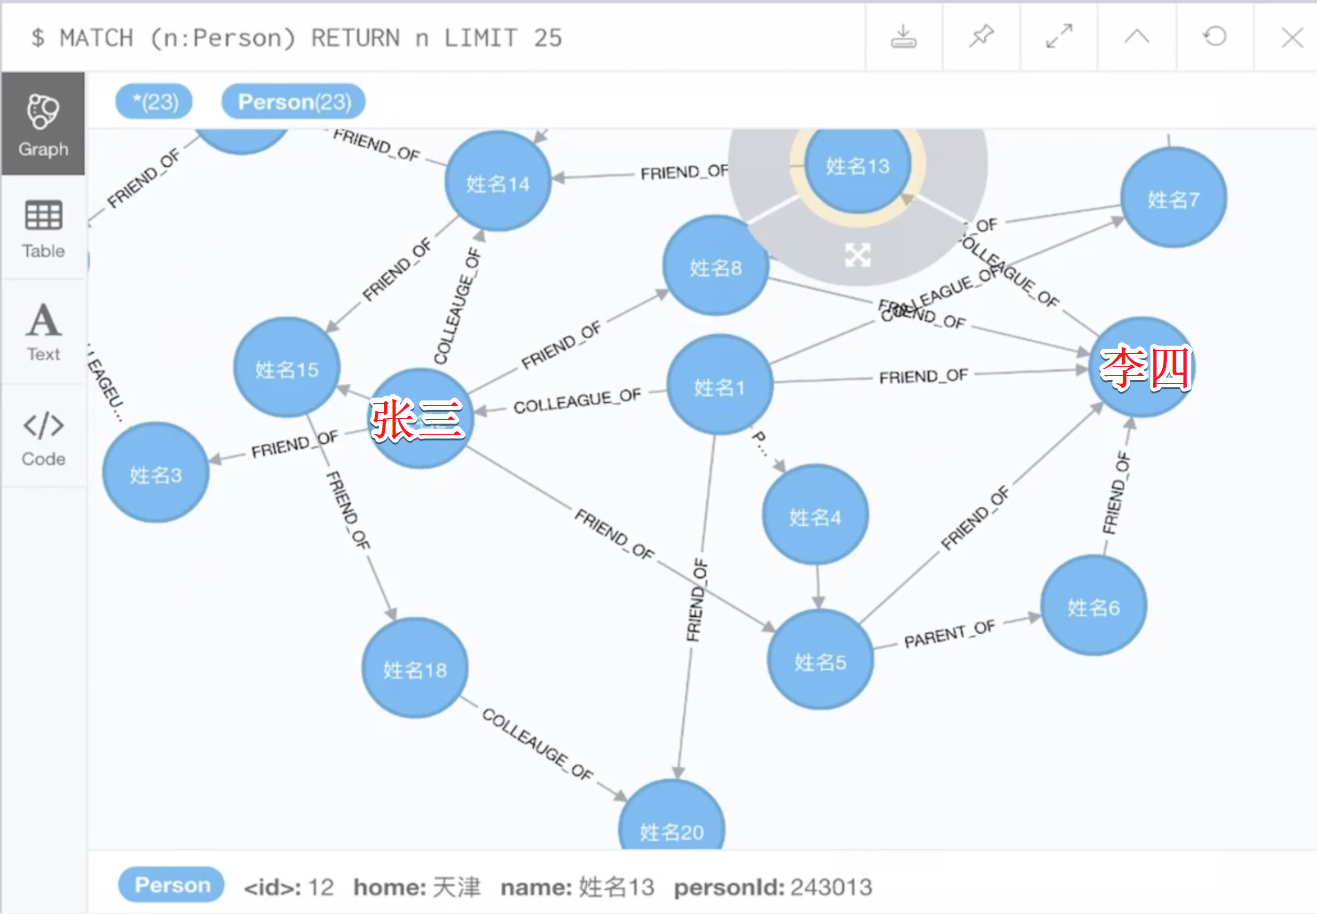 $ MATCH (n:Person) RETURN n LIMIT 25
Graph
*(23) Person(23)
Table
Text
Code
FRIEND_OF
FRIEND_OF
姓名14
FRIEND_OF
姓名13
姓名7
_OF
FRIEND_OF
COLLEAUGE_OF
姓名8
OLLEAGUE_OF
COLLEAGUE_OF
FRIEND_OF
FRIEND_OF
姓名15
LLEAGEU...
张三
COLLEAGUE_OF
姓名1
FRIEND_OF
李四
FRIEND_OF
姓名3
P...
FRIEND_OF
FRIEND_OF
姓名4
FRIEND_OF
FRIEND_OF
FRIEND_OF
姓名6
PARENT_OF
姓名5
姓名18
COLLEAUGE_OF
姓名20
Person <id>: 12 home: 天津 name: 姓名13 personId: 243013